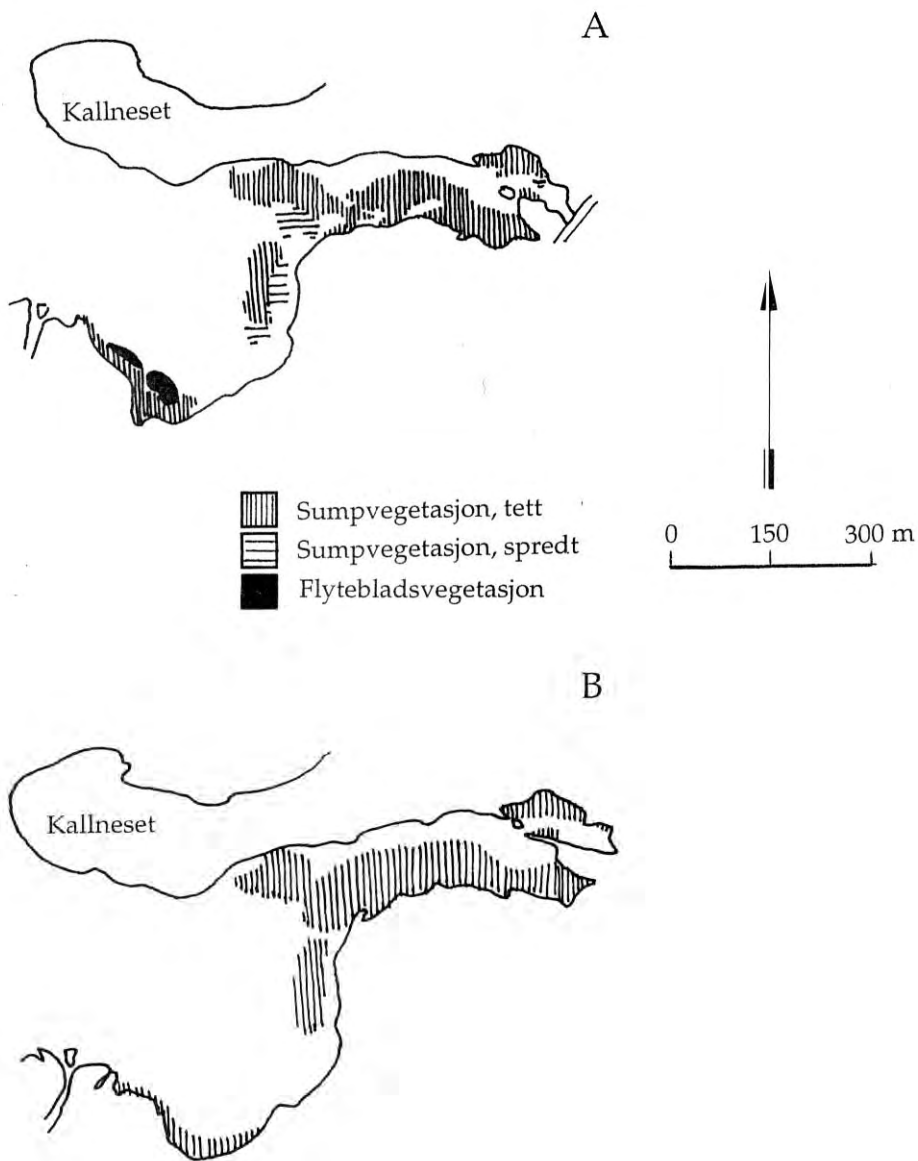 A
Kallneset
Sumpvegetasjon, tett
Sumpvegetasjon, spredt
Flytebladsvegetasjon
0 150 300 m
B
Kallneset